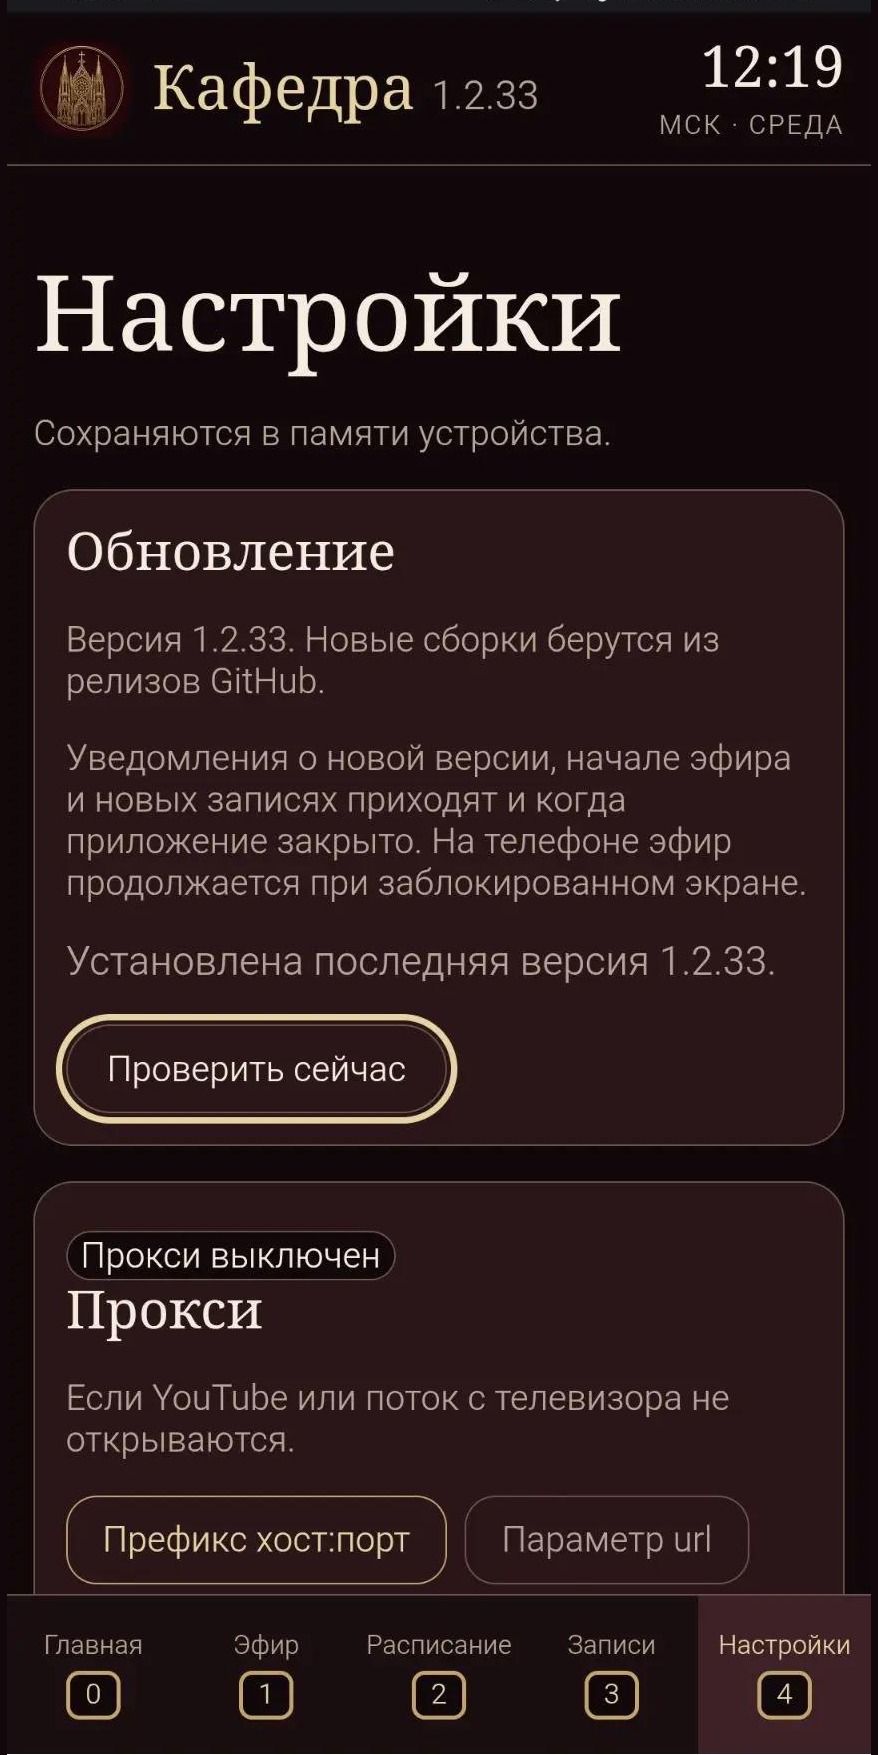 Кафедра 1.2.33
12:19
МСК · СРЕДА
Настройки
Сохраняются в памяти устройства.
Обновление
Версия 1.2.33. Новые сборки берутся из
релизов GitHub.
Уведомления о новой версии, начале эфира
и новых записях приходят и когда
приложение закрыто. На телефоне эфир
продолжается при заблокированном экране.
Установлена последняя версия 1.2.33.
Проверить сейчас
Прокси выключен
Прокси
Если YouTube или поток с телевизора не
открываются.
Префикс хост:порт
Параметр url
Главная
0
Эфир
1
Расписание
2
Записи
3
Настройки
4